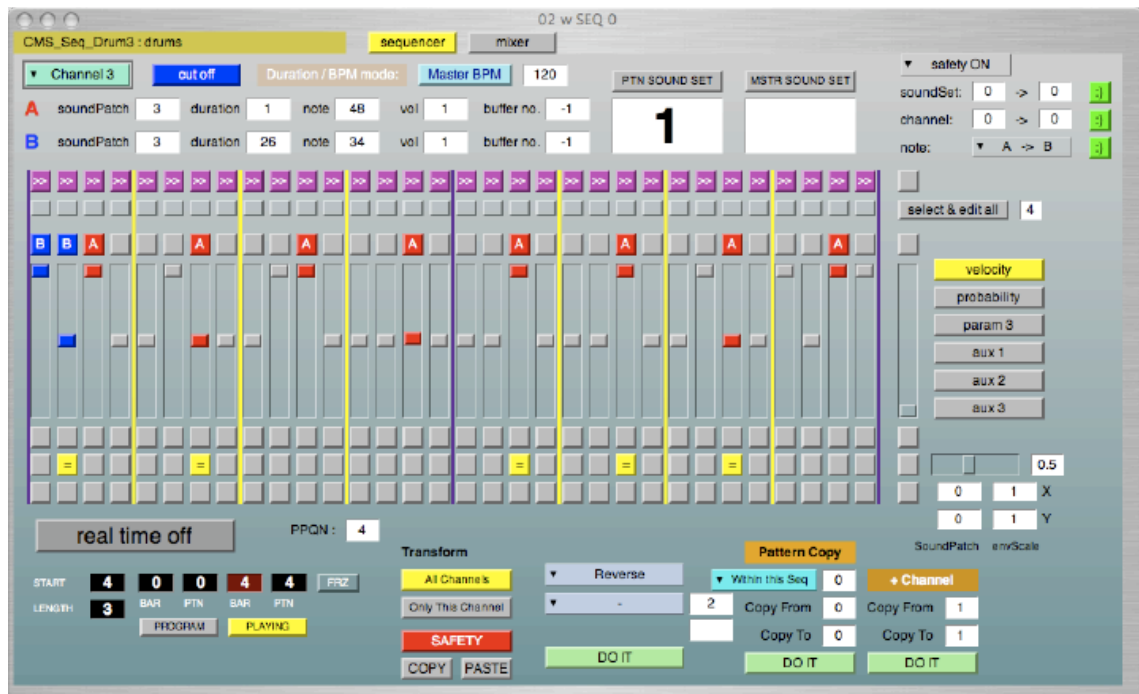 02 w SEQ 0
CMS_Seq_Drum3 : drums sequencer mixer
▼ Channel 3 cut off Duration / BPM mode: Master BPM 120 PTN SOUND SET MSTR SOUND SET ▼ safety ON
soundSet: 0 -> 0 :)
A soundPatch 3 duration 1 note 48 vol 1 buffer no. -1 1 channel: 0 -> 0 :)
B soundPatch 3 duration 26 note 34 vol 1 buffer no. -1 note: ▼ A -> B :)
>> >> >> >> >> >> >> >> >> >> >> >> >> >> >> >> >> >> >> >> >> >> >> >> >> >> >> >> >> >> >> >>
select & edit all 4
B B A A A A A A A A
velocity
probability
param 3
aux 1
aux 2
aux 3
= = = = = 0.5
0 1 X
0 1 Y
SoundPatch envScale
real time off PPQN : 4
Transform Pattern Copy
START 4 0 0 4 4 FRZ All Channels ▼ Reverse ▼ Within this Seq 0 + Channel
LENGTH 3 BAR PTN BAR PTN Only This Channel ▼ - 2 Copy From 0 Copy From 1
PROGRAM PLAYING
SAFETY Copy To 0 Copy To 1
COPY PASTE DO IT DO IT DO IT